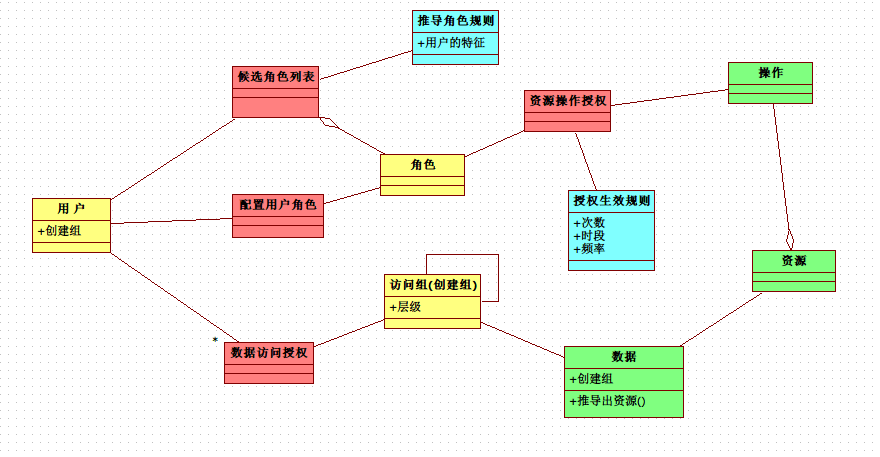 推导角色规则
+用户的特征
候选角色列表
操作
资源操作授权
角色
用 户
+创建组
配置用户角色
授权生效规则
+次数
+时段
+频率
资源
访问组(创建组)
+层级
*
数据访问授权
数据
+创建组
+推导出资源()